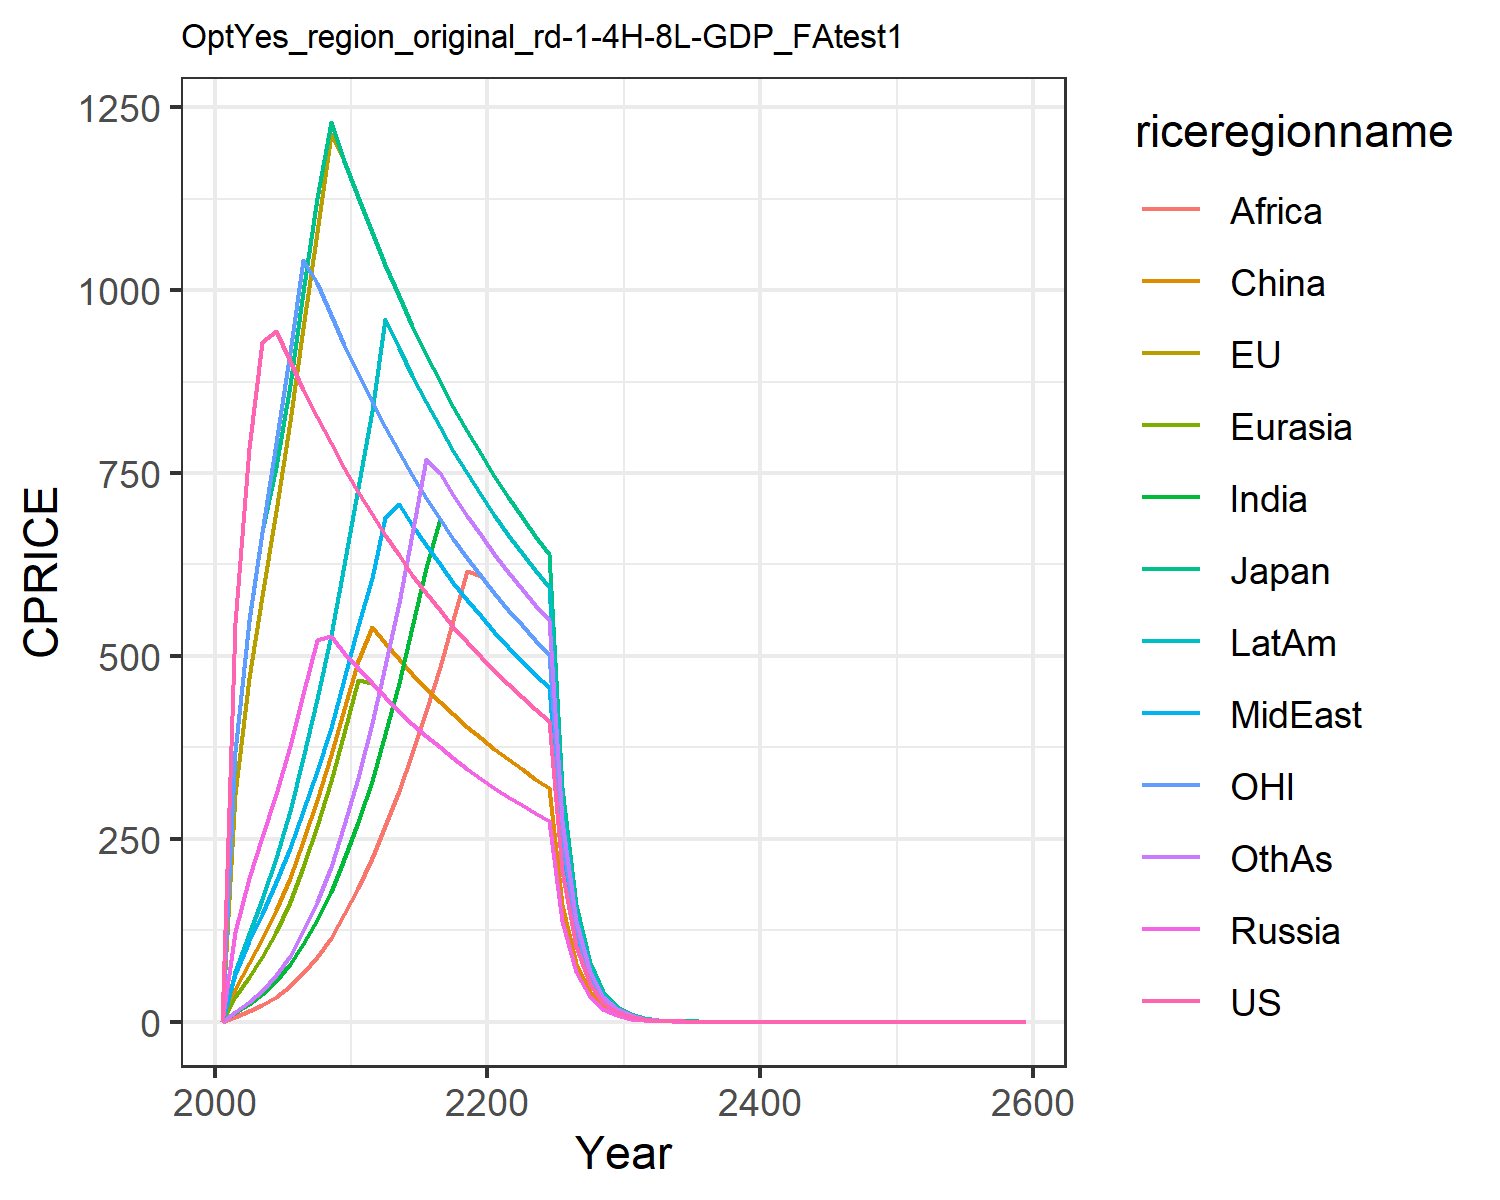 OptYes_region_original_rd-1-4H-8L-GDP_FAtest1
1250
1000
750
500
250
0
CPRICE
2000 2200 2400 2600
Year
riceregionname
Africa
China
EU
Eurasia
India
Japan
LatAm
MidEast
OHI
OthAs
Russia
US